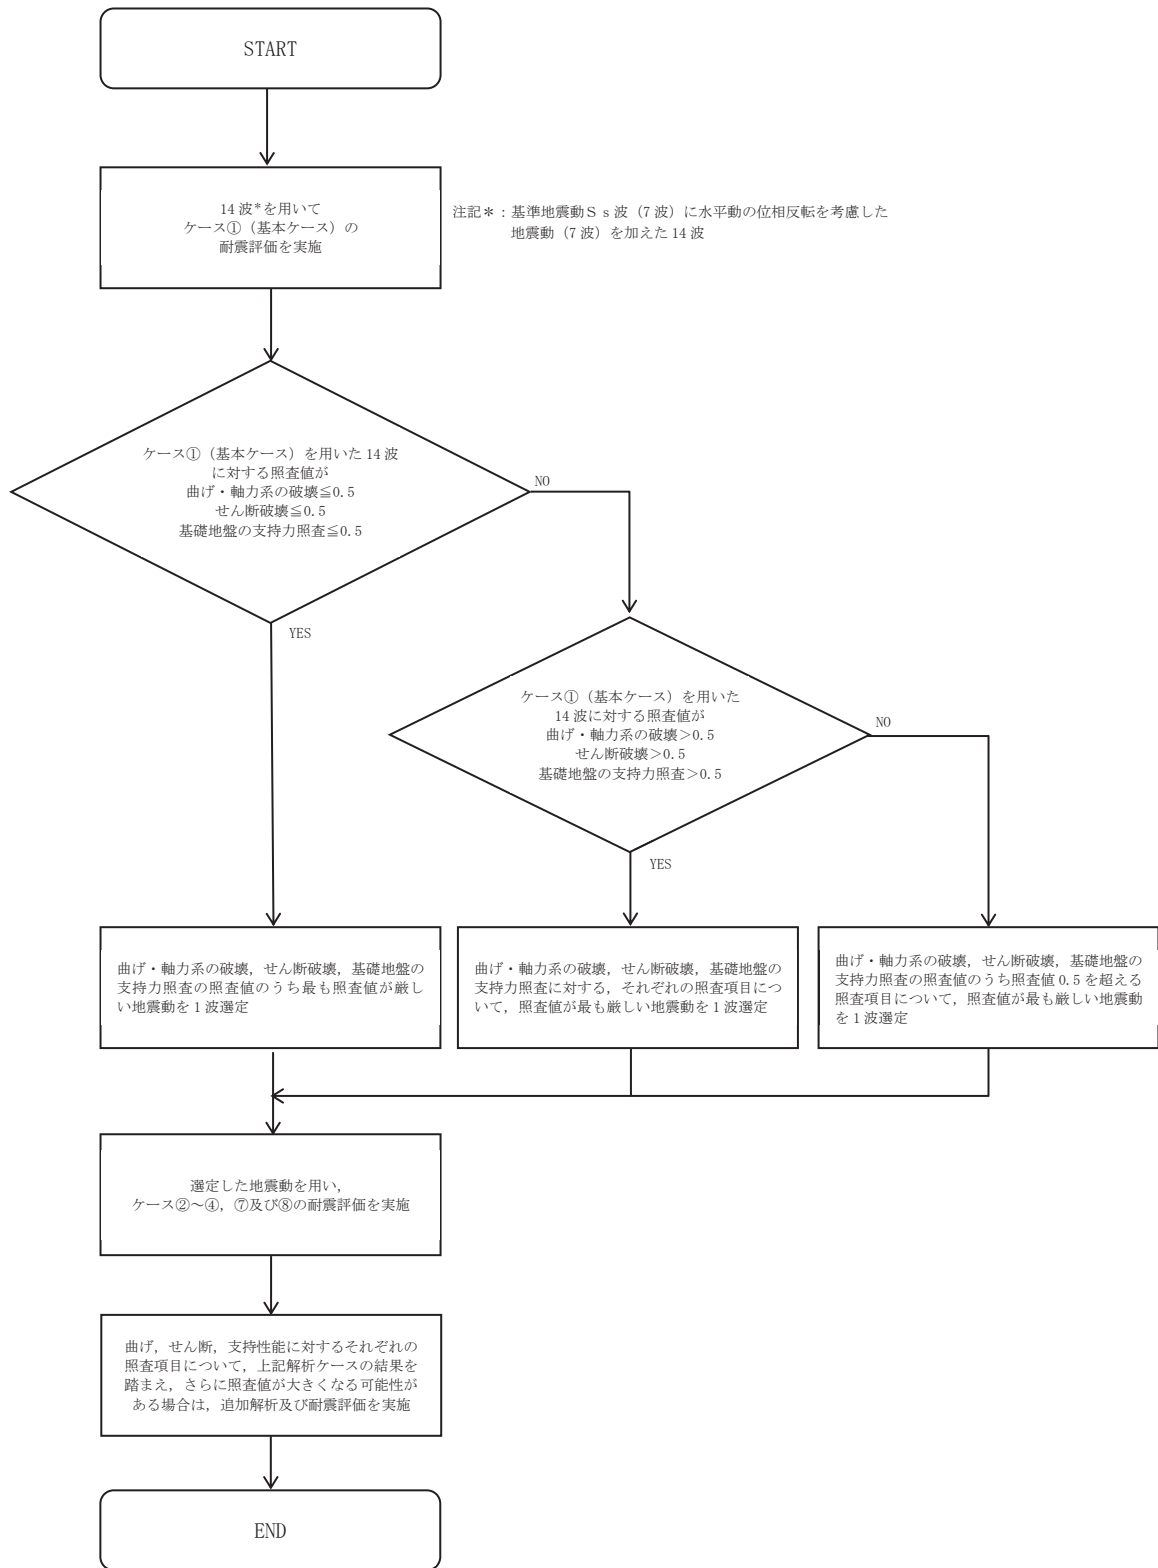 START
14波*を用いて
ケース①（基本ケース）の
耐震評価を実施
注記＊：基準地震動Ｓｓ波（7波）に水平動の位相反転を考慮した
地震動（7波）を加えた14波
ケース①（基本ケース）を用いた14波
に対する照査値が
曲げ・軸力系の破壊≦0.5
せん断破壊≦0.5
基礎地盤の支持力照査≦0.5
NO
YES
ケース①（基本ケース）を用いた
14波に対する照査値が
曲げ・軸力系の破壊＞0.5
せん断破壊＞0.5
基礎地盤の支持力照査＞0.5
NO
YES
曲げ・軸力系の破壊，せん断破壊，基礎地盤の
支持力照査の照査値のうち最も照査値が厳し
い地震動を1波選定
曲げ・軸力系の破壊，せん断破壊，基礎地盤の
支持力照査に対する，それぞれの照査項目につ
いて，照査値が最も厳しい地震動を1波選定
曲げ・軸力系の破壊，せん断破壊，基礎地盤の
支持力照査の照査値のうち照査値0.5を超える
照査項目について，照査値が最も厳しい地震動
を1波選定
選定した地震動を用い，
ケース②～④，⑦及び⑧の耐震評価を実施
曲げ，せん断，支持性能に対するそれぞれの
照査項目について，上記解析ケースの結果を
踏まえ，さらに照査値が大きくなる可能性が
ある場合は，追加解析及び耐震評価を実施
END